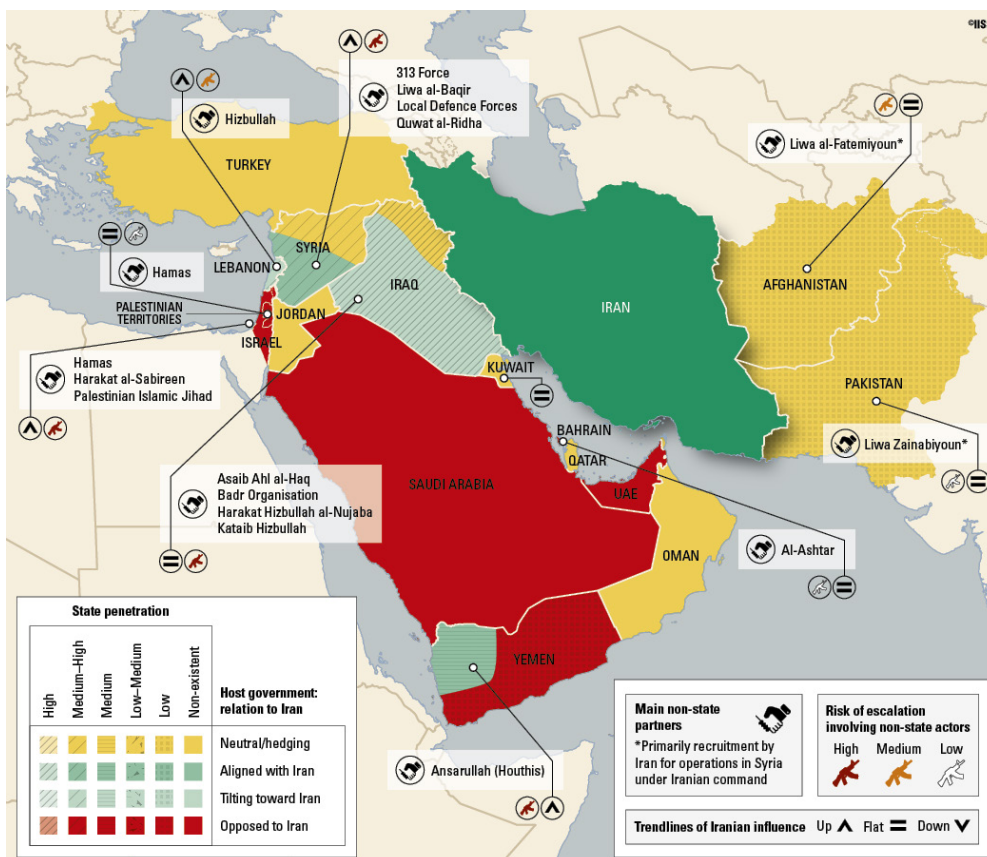 ©IIS
313 Force
Liwa al-Baqir
Local Defence Forces
Quwat al-Ridha
Hizbullah
Liwa al-Fatemiyoun*
TURKEY
Hamas
SYRIA
LEBANON
IRAQ
IRAN
AFGHANISTAN
PALESTINIAN
TERRITORIES
JORDAN
ISRAEL
KUWAIT
PAKISTAN
Hamas
Harakat al-Sabireen
Palestinian Islamic Jihad
BAHRAIN
QATAR
Liwa Zainabiyoun*
SAUDI ARABIA
UAE
Asaib Ahl al-Haq
Badr Organisation
Harakat Hizbullah al-Nujaba
Kataib Hizbullah
OMAN
Al-Ashtar
YEMEN
Ansarullah (Houthis)
State penetration
High
Medium–High
Medium
Low–Medium
Low
Non-existent
Host government:
relation to Iran
Neutral/hedging
Aligned with Iran
Tilting toward Iran
Opposed to Iran
Main non-state
partners
*Primarily recruitment by
Iran for operations in Syria
under Iranian command
Risk of escalation
involving non-state actors
High Medium Low
Trendlines of Iranian influence Up Flat Down